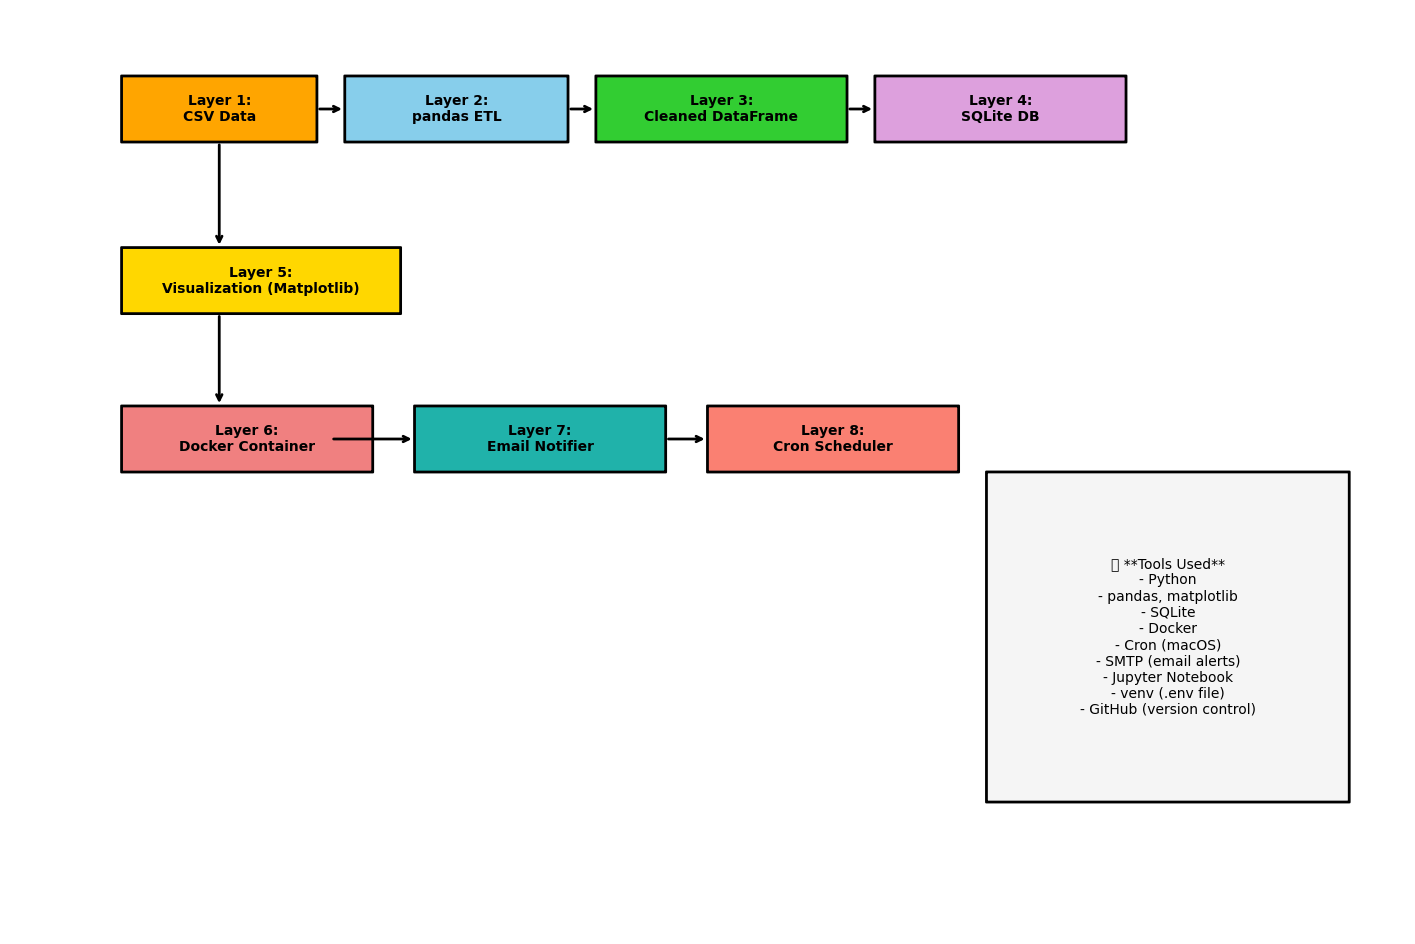 Layer 1:
CSV Data
Layer 2:
pandas ETL
Layer 3:
Cleaned DataFrame
Layer 4:
SQLite DB
Layer 5:
Visualization (Matplotlib)
Layer 6:
Docker Container
Layer 7:
Email Notifier
Layer 8:
Cron Scheduler
**Tools Used**
- Python
- pandas, matplotlib
- SQLite
- Docker
- Cron (macOS)
- SMTP (email alerts)
- Jupyter Notebook
- venv (.env file)
- GitHub (version control)